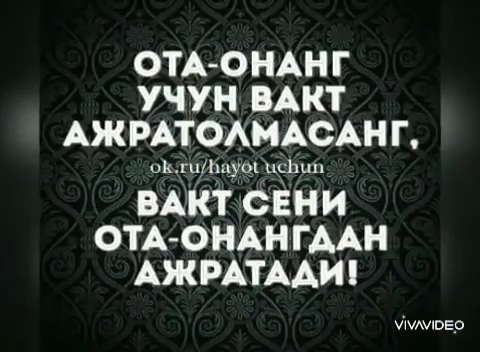 ОТА-ОНАНГ
УЧУН ВАКТ
АЖРАТОЛМАСАНГ,
ok.ru/hayot uchun
ВАКТ СЕНИ
ОТА-ОНАНГДАН
АЖРАТАДИ!
VIVAVIDEO